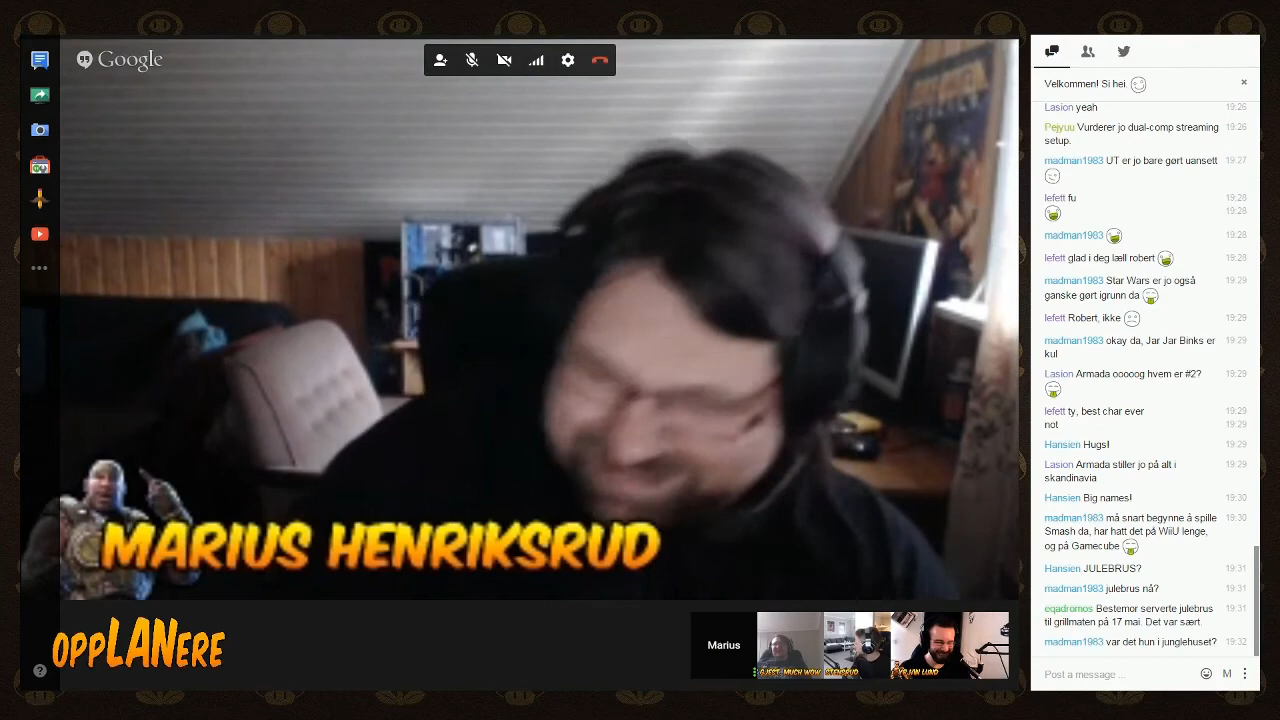 Google
MARIUS HENRIKSRUD
oppLANere
Marius
GJEST: MUCH WOW
STENSRUD
LUND
Velkommen! Si hei
Lasion yeah 19:26
Pejyuu Vurderer jo dual-comp streaming 19:26
setup.
madman1983 UT er jo bare gørt uansett 19:27
lefett fu 19:28
19:28
madman1983 19:28
lefett glad i deg læll robert 19:28
madman1983 Star Wars er jo også 19:29
ganske gørt igrunn da
lefett Robert, ikke 19:29
madman1983 okay da, Jar Jar Binks er 19:29
kul
Lasion Armada ooooog hvem er #2? 19:29
lefett ty, best char ever 19:29
not 19:29
Hansien Hugs! 19:29
Lasion Armada stiller jo på alt i 19:29
skandinavia
Hansien Big names! 19:30
madman1983 må snart begynne å spille 19:30
Smash da, har hatt det på WiiU lenge,
og på Gamecube
Hansien JULEBRUS? 19:31
madman1983 julebrus nå? 19:31
eqadromos Bestemor serverte julebrus 19:31
til grillmaten på 17 mai. Det var sært.
madman1983 var det hun i junglehuset? 19:32
Post a message ...
M